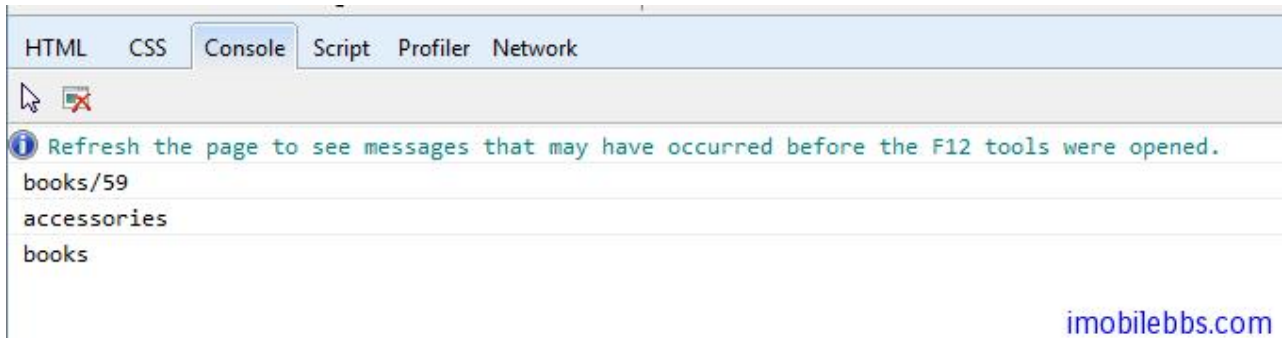 HTML CSS Console Script Profiler Network
Refresh the page to see messages that may have occurred before the F12 tools were opened.
books/59
accessories
books
imobilebbs.com